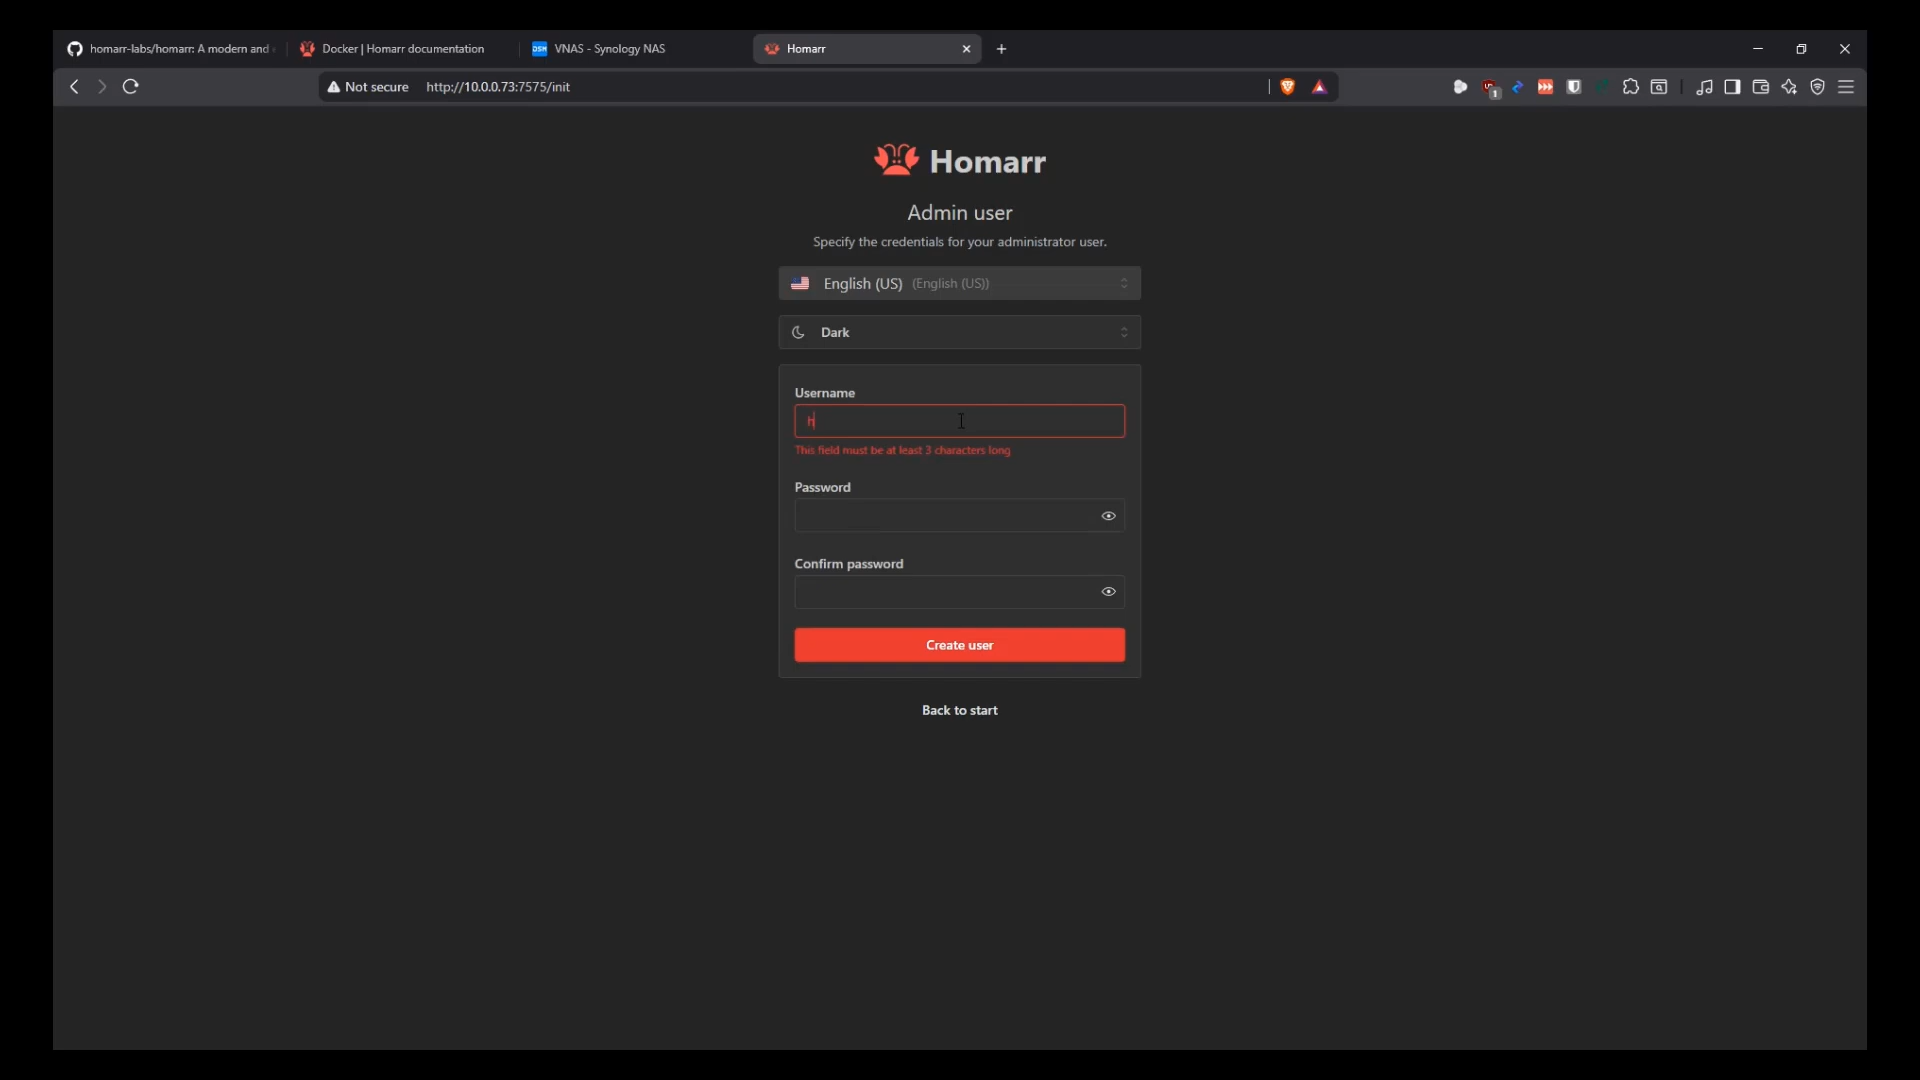 homarr-labs/homarr: A modern and
Docker | Homarr documentation
DSM
VNAS - Synology NAS
Homarr
Not secure
http://10.0.0.73:7575/init
1
Homarr
Admin user
Specify the credentials for your administrator user.
English (US) (English (US))
Dark
Username
H
This field must be at least 3 characters long
Password
Confirm password
Create user
Back to start